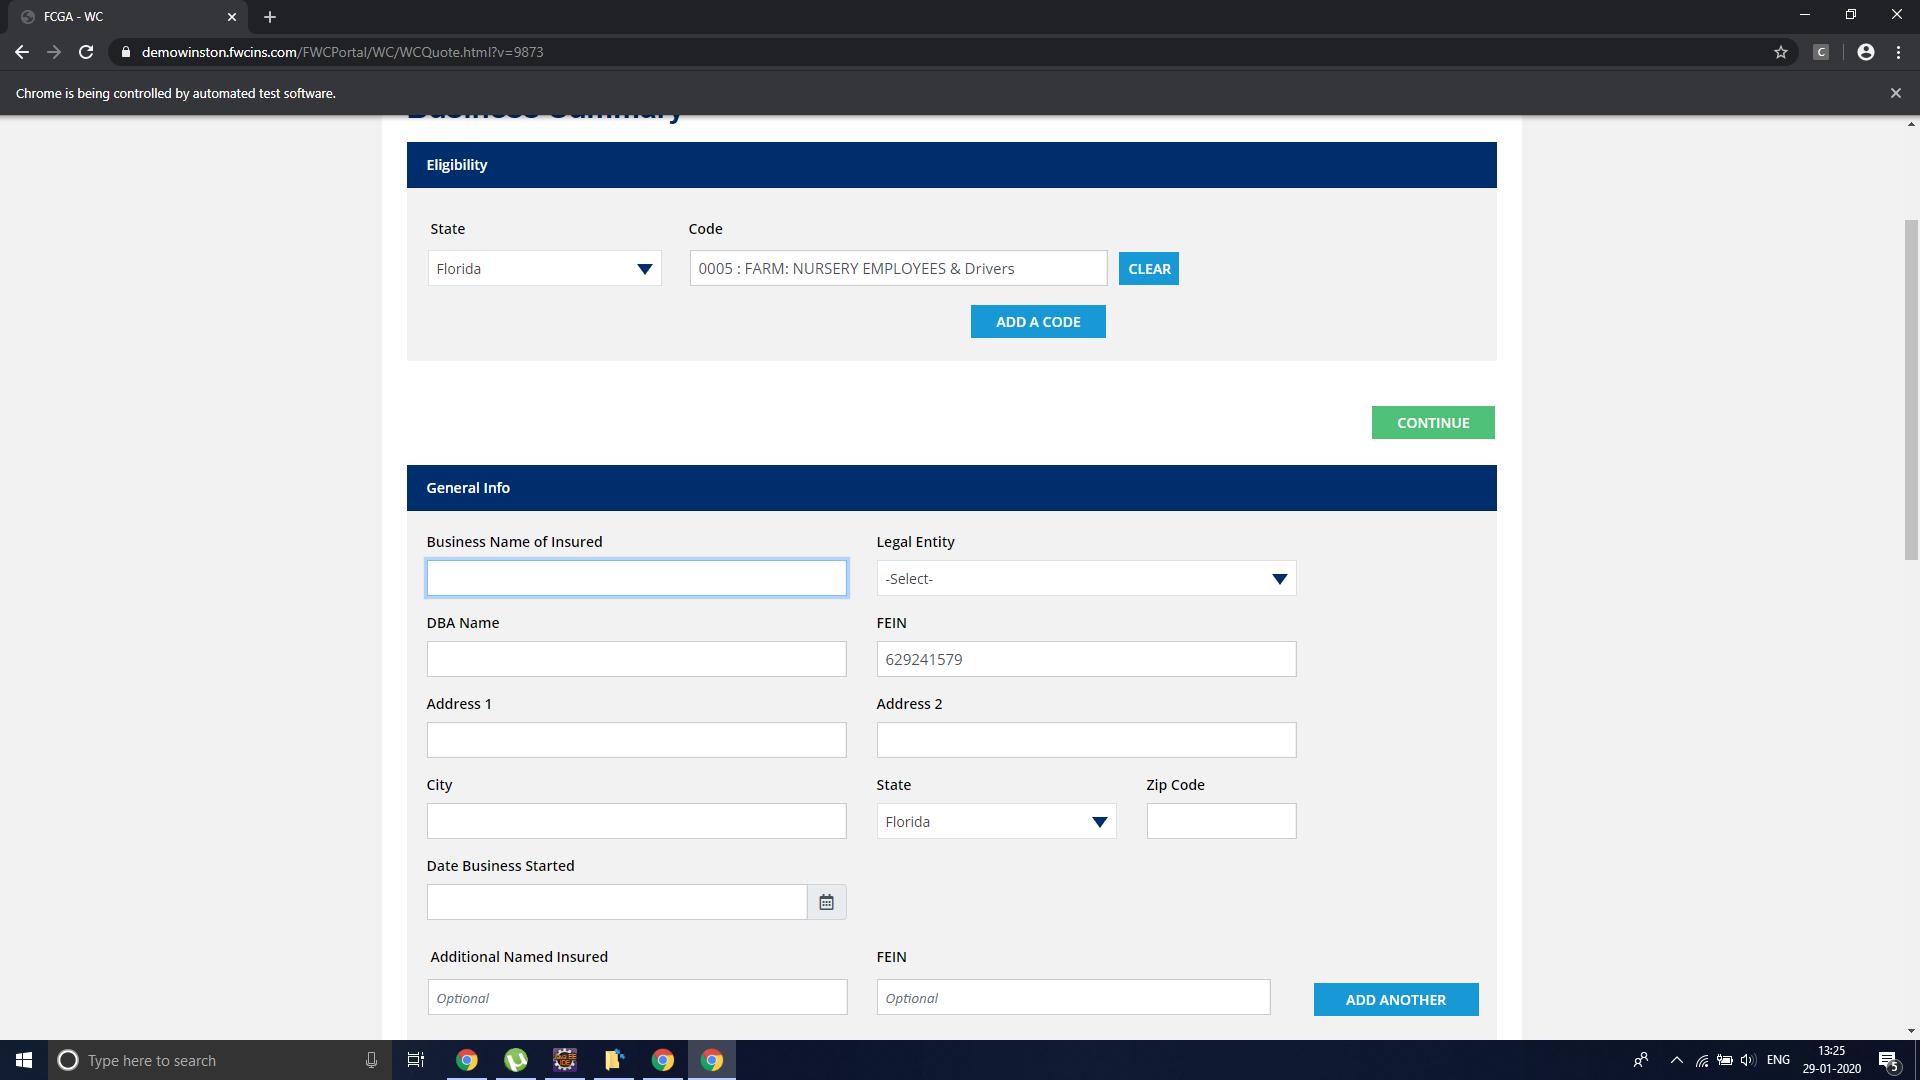 FCGA - WC
demowinston.fwcins.com/FWCPortal/WC/WCQuote.html?v=9873
C
Chrome is being controlled by automated test software.
Business Summary
Eligibility
State
Code
Florida
0005 : FARM: NURSERY EMPLOYEES & Drivers
CLEAR
ADD A CODE
CONTINUE
General Info
Business Name of Insured
Legal Entity
-Select-
DBA Name
FEIN
629241579
Address 1
Address 2
City
State
Zip Code
Florida
Date Business Started
Additional Named Insured
FEIN
Optional
Optional
ADD ANOTHER
Type here to search
ENG
13:25
29-01-2020
5